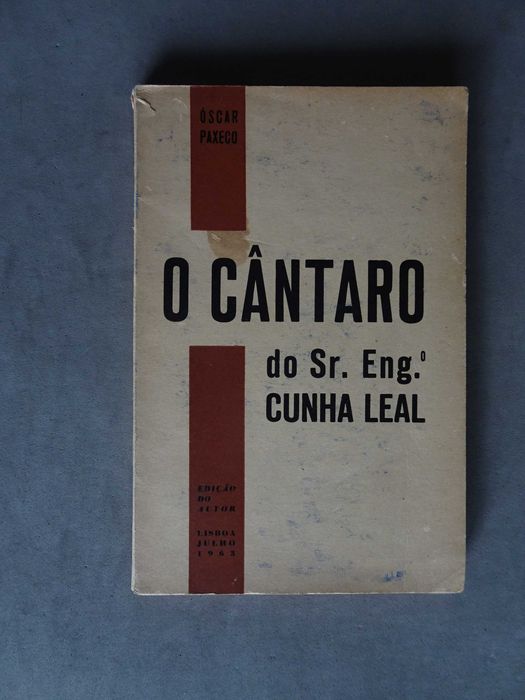 ÓSCAR
PAXECO
O CÂNTARO
do Sr. Eng.º
CUNHA LEAL
EDIÇÃO
DO
AUTOR
LISBOA
JULHO
1963